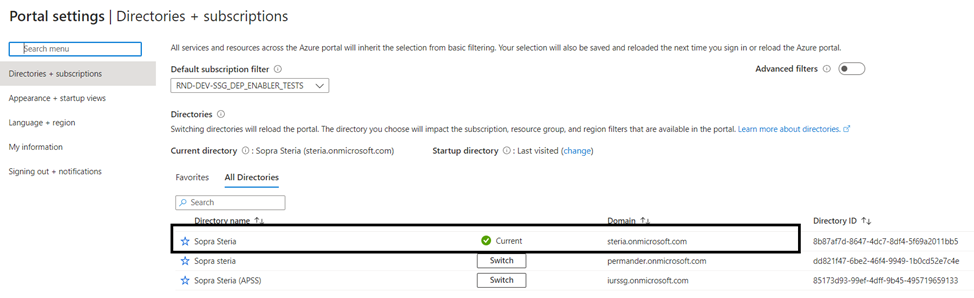 Portal settings | Directories + subscriptions
Search menu
Directories + subscriptions
Appearance + startup views
Language + region
My information
Signing out + notifications
All services and resources across the Azure portal will inherit the selection from basic filtering. Your selection will also be saved and reloaded the next time you sign in or reload the Azure portal.
Default subscription filter
Advanced filters
RND-DEV-SSG_DEP_ENABLER_TESTS
Directories
Switching directories will reload the portal. The directory you choose will impact the subscription, resource group, and region filters that are available in the portal. Learn more about directories.
Current directory : Sopra Steria (steria.onmicrosoft.com) Startup directory : Last visited (change)
Favorites All Directories
Search
Directory name Domain Directory ID
Sopra Steria Current steria.onmicrosoft.com 8b87af7d-8647-4dc7-8df4-5f69a2011bb5
Sopra steria Switch permander.onmicrosoft.com dd821f47-6be2-46f4-9949-1b0cd52e7c4e
Sopra Steria (APSS) Switch iurssg.onmicrosoft.com 85173d93-99ef-4dff-9b45-495719659133